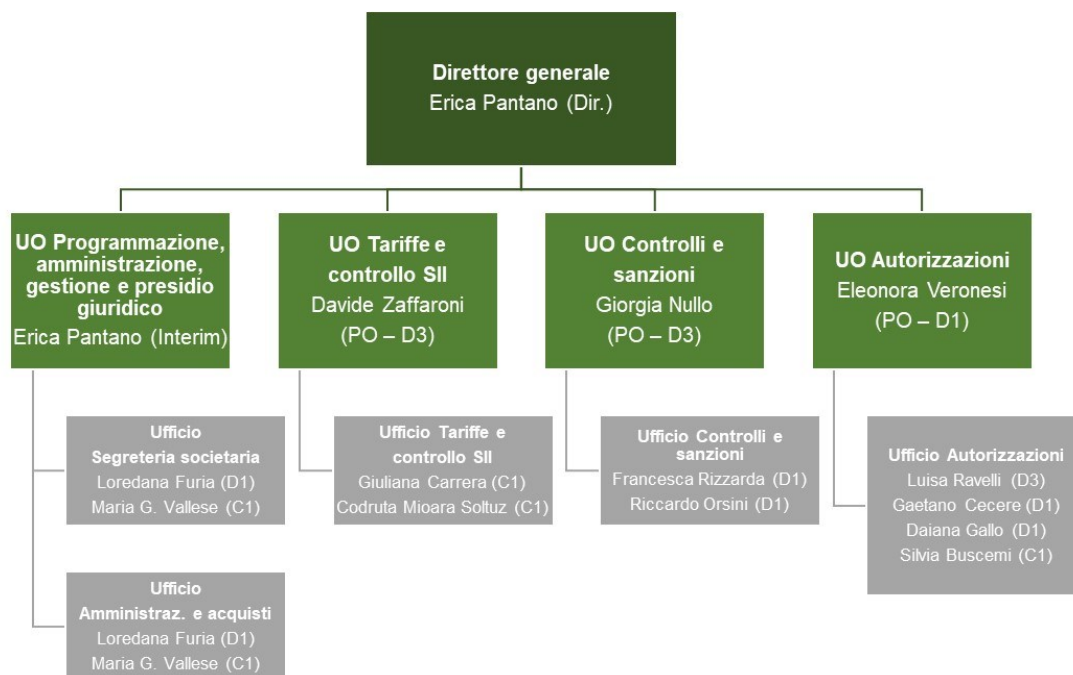 Direttore generale
Erica Pantano (Dir.)
UO Programmazione,
amministrazione,
gestione e presidio
giuridico
Erica Pantano (Interim)
UO Tariffe e
controllo SII
Davide Zaffaroni
(PO – D3)
UO Controlli e
sanzioni
Giorgia Nullo
(PO – D3)
UO Autorizzazioni
Eleonora Veronesi
(PO – D1)
Ufficio
Segreteria societaria
Loredana Furia (D1)
Maria G. Vallese (C1)
Ufficio Tariffe e
controllo SII
Giuliana Carrera (C1)
Codruta Mioara Soltuz (C1)
Ufficio Controlli e
sanzioni
Francesca Rizzarda (D1)
Riccardo Orsini (D1)
Ufficio Autorizzazioni
Luisa Ravelli (D3)
Gaetano Cecere (D1)
Daiana Gallo (D1)
Silvia Buscemi (C1)
Ufficio
Amministraz. e acquisti
Loredana Furia (D1)
Maria G. Vallese (C1)